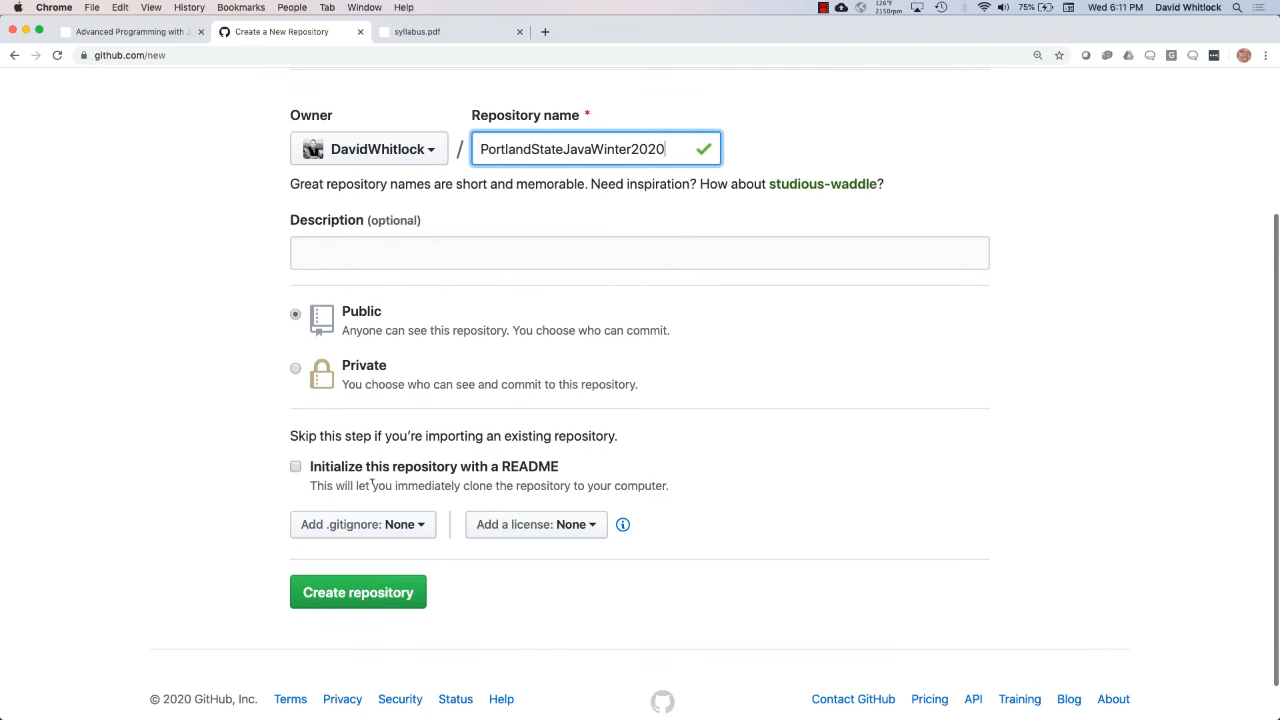 Chrome File Edit View History Bookmarks People Tab Window Help 126°F 2150rpm 75% Wed 6:11 PM David Whitlock
Advanced Programming with J Create a New Repository syllabus.pdf
github.com/new
Owner Repository name *
DavidWhitlock / PortlandStateJavaWinter2020
Great repository names are short and memorable. Need inspiration? How about studious-waddle?
Description (optional)
Public
Anyone can see this repository. You choose who can commit.
Private
You choose who can see and commit to this repository.
Skip this step if you’re importing an existing repository.
Initialize this repository with a README
This will let you immediately clone the repository to your computer.
Add .gitignore: None Add a license: None
Create repository
© 2020 GitHub, Inc. Terms Privacy Security Status Help Contact GitHub Pricing API Training Blog About